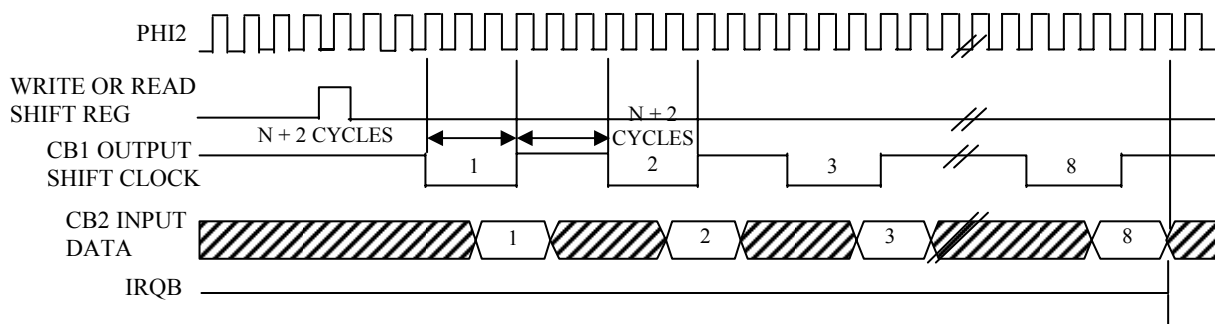 PHI2
WRITE OR READ
SHIFT REG
N + 2 CYCLES
N + 2
CYCLES
CB1 OUTPUT
SHIFT CLOCK
1
2
3
8
CB2 INPUT
DATA
1
2
3
8
IRQB